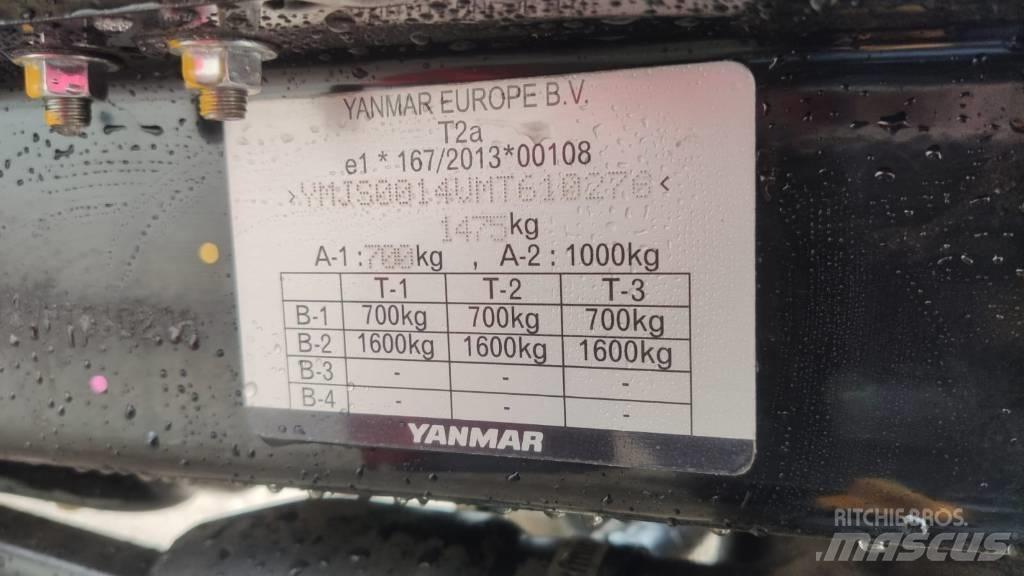 YANMAR EUROPE B.V.
T2a
e1 * 167/2013*00108
>YMJS0014VMT610270<
1475kg
A-1 : 700kg , A-2 : 1000kg
T-1 T-2 T-3
B-1 700kg 700kg 700kg
B-2 1600kg 1600kg 1600kg
B-3 - - -
B-4 - - -
YANMAR
RITCHIE BROS.
MASCUS